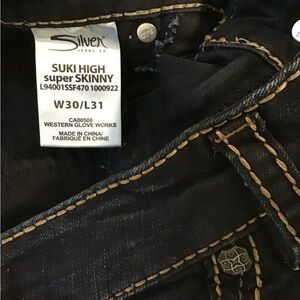 Silver
JEANS CO.
SUKI HIGH
super SKINNY
L94001SSF470 1000922
W30/L31
CA00508
WESTERN GLOVE WORKS
MADE IN CHINA/
FABRIQUÉ EN CHINE